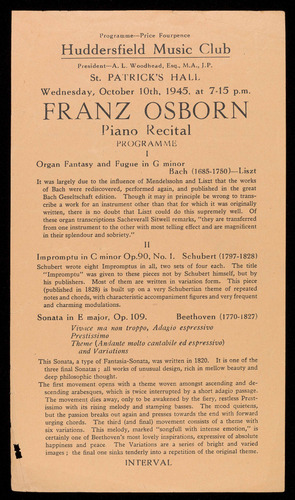 Programme—Price Fourpence
Huddersfield Music Club
President—A. L. Woodhead, Esq., M.A., J.P.
St. PATRICK'S HALL
Wednesday, October 10th, 1945. at 7-15 p.m.
FRANZ OSBORN
Piano Recital
PROGRAMME
I
Organ Fantasy and Fugue in G minor
Bach (1685-1750)—Liszt
It was largely due to the influence of Mendelssohn and Liszt that the works
of Bach were rediscovered, performed again, and published in the great
Bach Gesellschaft edition. Though it may in principle be wrong to trans-
cribe a work for an instrument other than that for which it was originally
written, there is no doubt that Liszt could do this supremely well. Of
these organ transcriptions Sacheverall Sitwell remarks, "they are transferred
from one instrument to the other with most telling effect and are magnificent
in their splendour and sobriety."
II
Impromptu in C minor Op.90, No. 1. Schubert (1797-1828)
Schubert wrote eight Impromptus in all, two sets of four each. The title
"Impromptu" was given to these pieces not by Schubert himself, but by
his publishers. Most of them are written in variation form. This piece
(published in 1828) is built up on a very Schubertian theme of repeated
notes and chords, with characteristic accompaniment figures and very frequent
and charming modulations.
Sonata in E major, Op. 109. Beethoven (1770-1827)
Vivace ma non troppo, Adagio espressivo
Prestissimo
Theme (Andante molto cantabile ed espressivo)
and Variations
This Sonata, a type of Fantasia-Sonata, was written in 1820. It is one of the
three final Sonatas; all works of unusual design, rich in mellow beauty and
deep philosophic thought.
The first movement opens with a theme woven amongst ascending and de-
scending arabesques, which is twice interrupted by a short adagio passage.
The movement dies away, only to be awakened by the fiery, restless Prest-
issimo with its rising melody and stamping basses. The mood quietens,
but the passion breaks out again and presses towards the end with forward
urging chords. The third (and final) movement consists of a theme with
six variations. This melody, marked "songfull with intense emotion," is
certainly one of Beethoven's most lovely inspirations, expressive of absolute
happiness and peace. The Variations are a series of bright and varied
images; the final one sinks tenderly into a repetition of the original theme.
INTERVAL